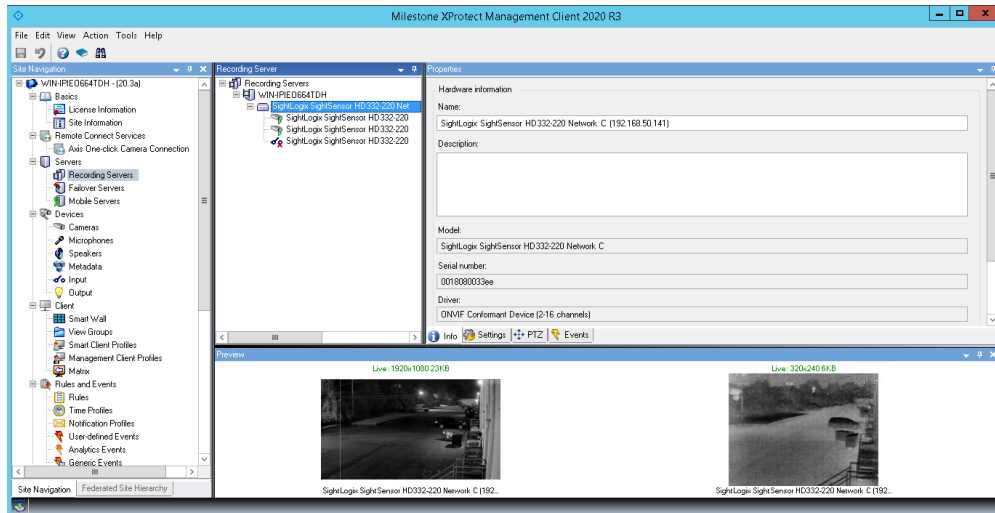 Milestone XProtect Management Client 2020 R3
File Edit View Action Tools Help
Site Navigation
WIN-IPIEO664TDH - (20.3a)
Basics
License Information
Site Information
Remote Connect Services
Axis One-click Camera Connection
Servers
Recording Servers
Failover Servers
Mobile Servers
Devices
Cameras
Microphones
Speakers
Metadata
Input
Output
Client
Smart Wall
View Groups
Smart Client Profiles
Management Client Profiles
Matrix
Rules and Events
Rules
Time Profiles
Notification Profiles
User-defined Events
Analytics Events
Generic Events
Site Navigation Federated Site Hierarchy
Recording Server
Recording Servers
WIN-IPIEO664TDH
SightLogix SightSensor HD332-220 Net
SightLogix SightSensor HD332-220
SightLogix SightSensor HD332-220
SightLogix SightSensor HD332-220
Properties
Hardware information
Name:
SightLogix SightSensor HD332-220 Network C (192.168.50.141)
Description:
Model:
SightLogix SightSensor HD332-220 Network C
Serial number:
0018080033ee
Driver:
ONVIF Conformant Device (2-16 channels)
Info Settings PTZ Events
Preview
Live: 1920x1080 23KB
Live: 320x240 6KB
SightLogix SightSensor HD332-220 Network C (192...
SightLogix SightSensor HD332-220 Network C (192...